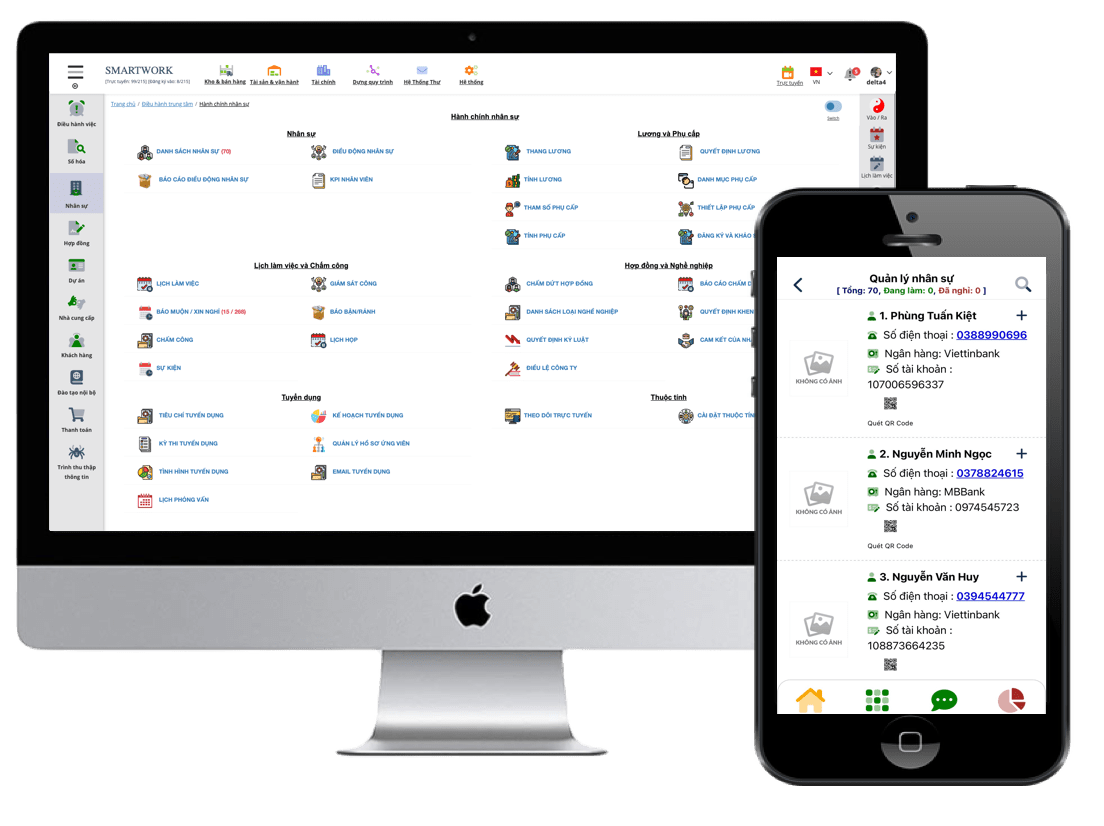 SMARTWORK
[Trực tuyến: 99/215] [Đăng ký vào: 8/215]
Kho & bán hàng
Tài sản & vận hành
Tài chính
Dựng quy trình
Hệ Thống Thư
Hệ thống
Trực tuyến
VN
delta4
Trang chủ / Điều hành trung tâm / Hành chính nhân sự
Switch
Điều hành việc
Số hóa
Nhân sự
Hợp đồng
Dự án
Nhà cung cấp
Khách hàng
Đào tạo nội bộ
Thanh toán
Trình thu thập
thông tin
Vào / Ra
Sự kiện
Lịch làm việc
Hành chính nhân sự
Nhân sự
DANH SÁCH NHÂN SỰ (70)
ĐIỀU ĐỘNG NHÂN SỰ
BÁO CÁO ĐIỀU ĐỘNG NHÂN SỰ
KPI NHÂN VIÊN
Lương và Phụ cấp
THANG LƯƠNG
QUYẾT ĐỊNH LƯƠNG
TÍNH LƯƠNG
DANH MỤC PHỤ CẤP
THAM SỐ PHỤ CẤP
THIẾT LẬP PHỤ CẤP
TÍNH PHỤ CẤP
ĐĂNG KÝ VÀ KHẢO
Lịch làm việc và Chấm công
LỊCH LÀM VIỆC
GIÁM SÁT CÔNG
BÁO MUỘN / XIN NGHỈ (15 / 268)
BÁO BẬN/RẢNH
CHẤM CÔNG
LỊCH HỌP
SỰ KIỆN
Hợp đồng và Nghề nghiệp
CHẤM DỨT HỢP ĐỒNG
BÁO CÁO CHẤM D
DANH SÁCH LOẠI NGHỀ NGHIỆP
QUYẾT ĐỊNH KHEN
QUYẾT ĐỊNH KỶ LUẬT
CAM KẾT CỦA NH
ĐIỀU LỆ CÔNG TY
Tuyển dụng
TIÊU CHÍ TUYỂN DỤNG
KẾ HOẠCH TUYỂN DỤNG
KỲ THI TUYỂN DỤNG
QUẢN LÝ HỒ SƠ ỨNG VIÊN
TÌNH HÌNH TUYỂN DỤNG
EMAIL TUYỂN DỤNG
LỊCH PHỎNG VẤN
Thuộc tính
THEO DÕI TRỰC TUYẾN
CÀI ĐẶT THUỘC TÍN
Quản lý nhân sự
[ Tổng: 70, Đang làm: 0, Đã nghỉ: 0 ]
1. Phùng Tuấn Kiệt +
Số điện thoại : 0388990696
Ngân hàng: Viettinbank
Số tài khoản :
107006596337
KHÔNG CÓ ẢNH
Quét QR Code
2. Nguyễn Minh Ngọc +
Số điện thoại : 0378824615
Ngân hàng: MBBank
Số tài khoản : 0974545723
KHÔNG CÓ ẢNH
Quét QR Code
3. Nguyễn Văn Huy +
Số điện thoại : 0394544777
Ngân hàng: Viettinbank
Số tài khoản :
108873664235
KHÔNG CÓ ẢNH